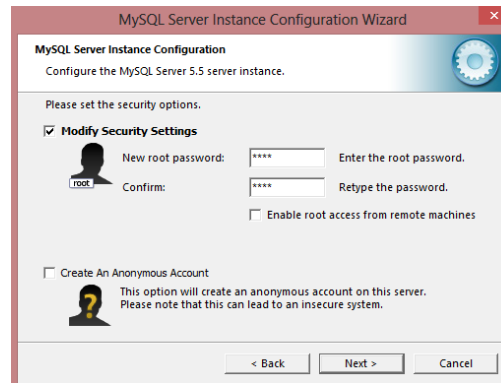 MySQL Server Instance Configuration Wizard
MySQL Server Instance Configuration
Configure the MySQL Server 5.5 server instance.
Please set the security options.
Modify Security Settings
root
New root password: **** Enter the root password.
Confirm: **** Retype the password.
Enable root access from remote machines
Create An Anonymous Account
This option will create an anonymous account on this server.
Please note that this can lead to an insecure system.
< Back Next > Cancel